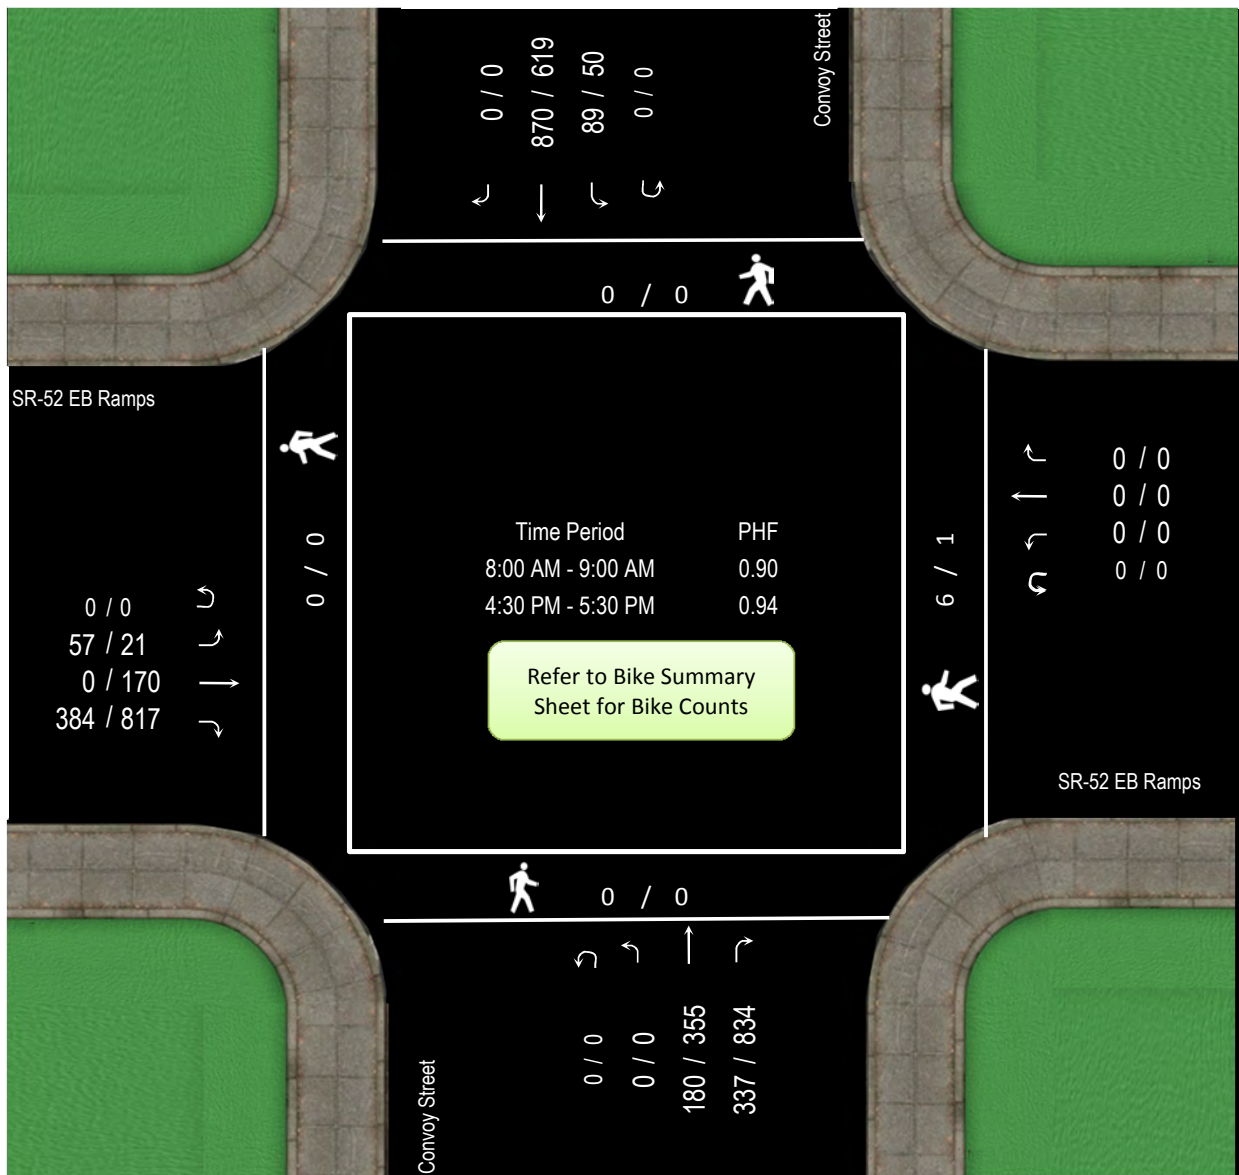 0 / 0
870 / 619
89 / 50
0 / 0
Convoy Street
0 / 0
SR-52 EB Ramps
0 / 0
0 / 0
57 / 21
0 / 170
384 / 817
Time Period PHF
8:00 AM - 9:00 AM 0.90
4:30 PM - 5:30 PM 0.94
Refer to Bike Summary
Sheet for Bike Counts
6 / 1
0 / 0
0 / 0
0 / 0
0 / 0
SR-52 EB Ramps
0 / 0
0 / 0
0 / 0
180 / 355
337 / 834
Convoy Street